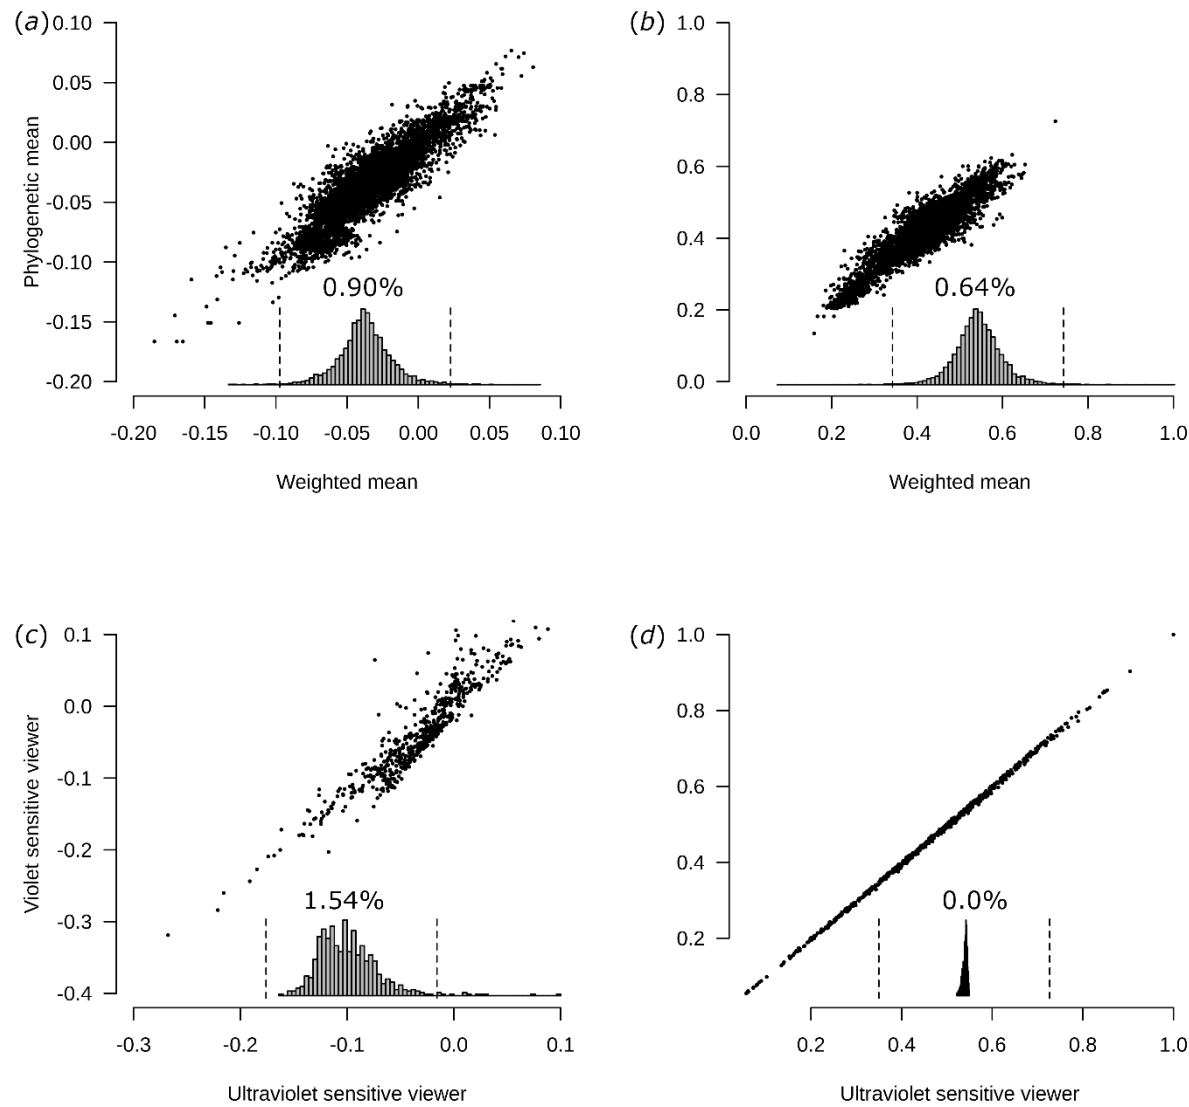 (a)
0.10
0.05
0.00
-0.05
-0.10
-0.15
-0.20
Phylogenetic mean
0.90%
-0.20 -0.15 -0.10 -0.05 0.00 0.05 0.10
Weighted mean
(b)
1.0
0.8
0.6
0.4
0.2
0.0
0.64%
0.0 0.2 0.4 0.6 0.8 1.0
Weighted mean
(c)
0.1
0.0
-0.1
-0.2
-0.3
-0.4
Violet sensitive viewer
1.54%
-0.3 -0.2 -0.1 0.0 0.1
Ultraviolet sensitive viewer
(d)
1.0
0.8
0.6
0.4
0.2
0.0%
0.2 0.4 0.6 0.8 1.0
Ultraviolet sensitive viewer